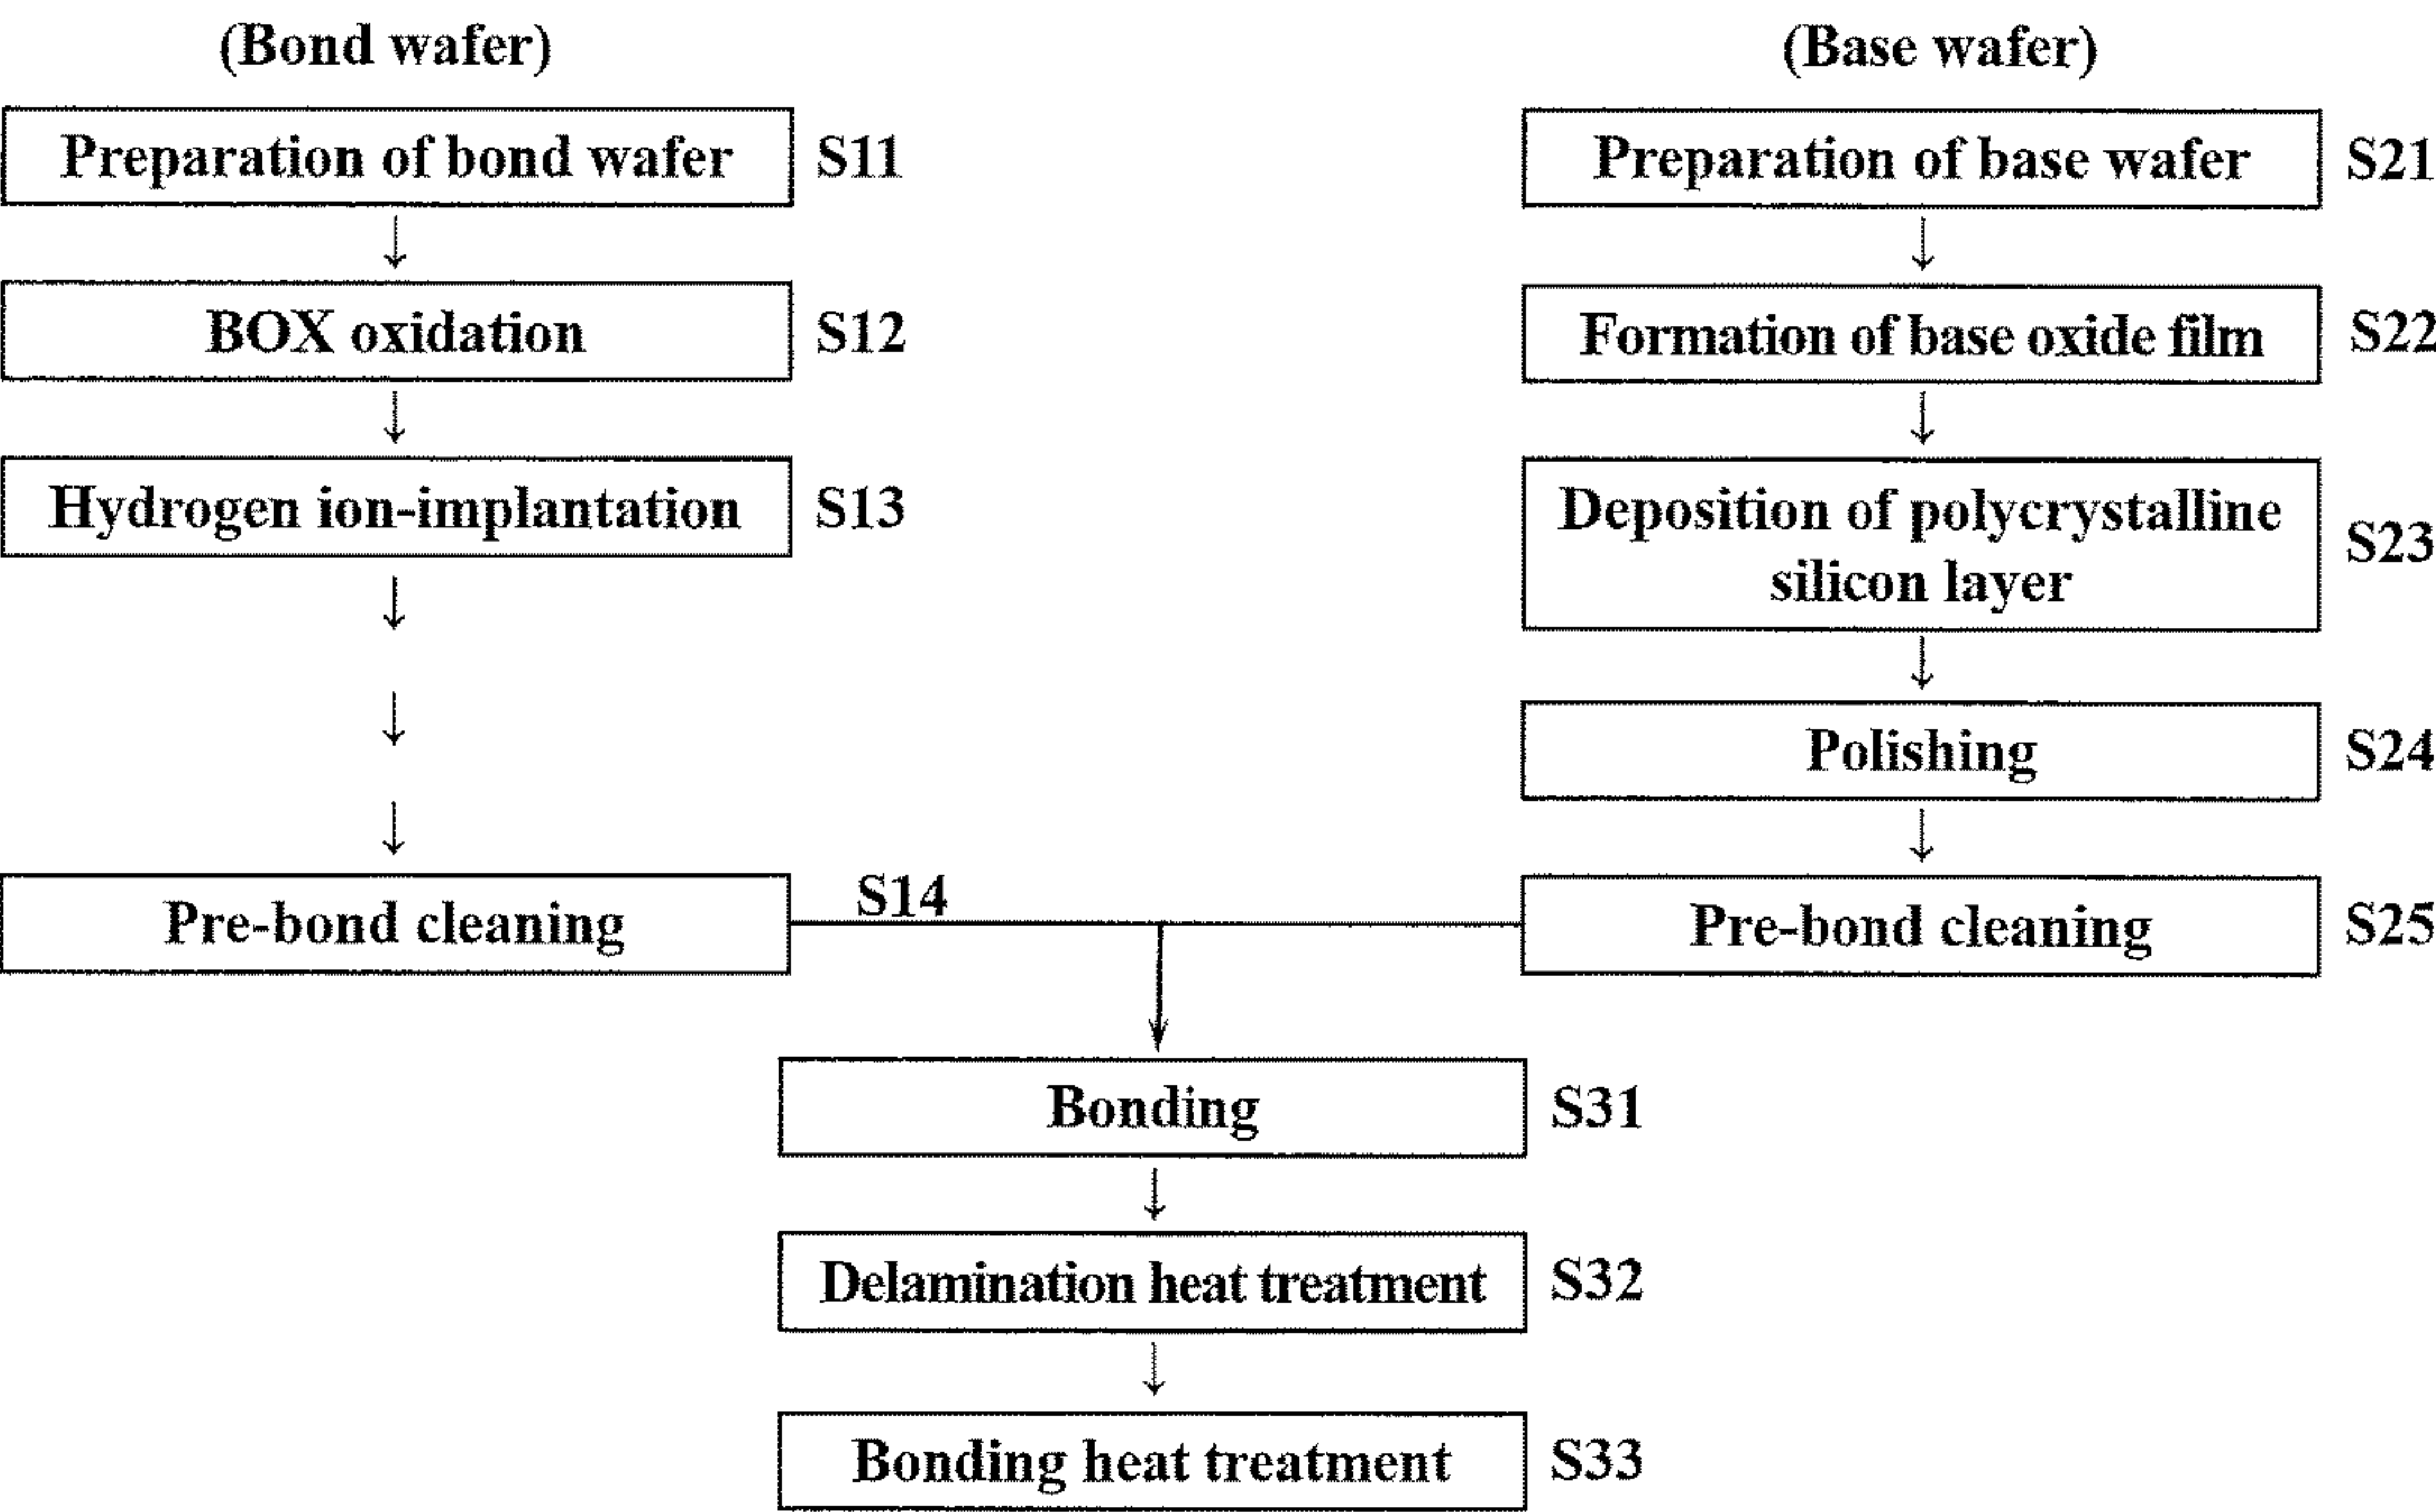 (Bond wafer)
Preparation of bond wafer S11
BOX oxidation S12
Hydrogen ion-implantation S13
Pre-bond cleaning S14
(Base wafer)
Preparation of base wafer S21
Formation of base oxide film S22
Deposition of polycrystalline
silicon layer S23
Polishing S24
Pre-bond cleaning S25
Bonding S31
Delamination heat treatment S32
Bonding heat treatment S33